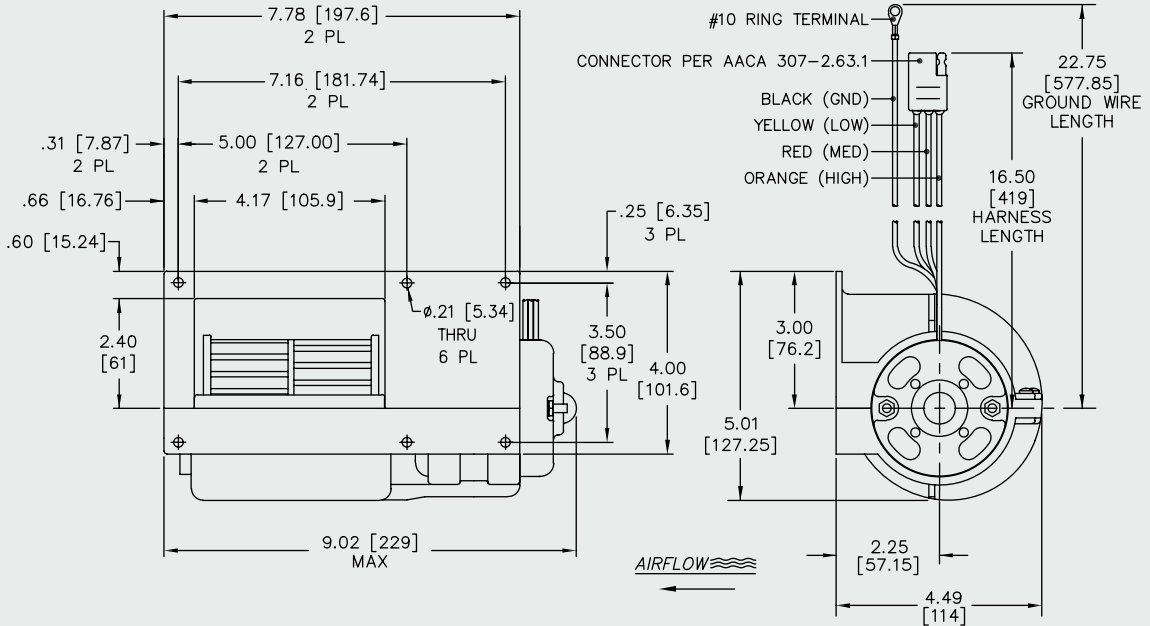 7.78 [197.6]
2 PL
7.16 [181.74]
2 PL
.31 [7.87]
2 PL
5.00 [127.00]
2 PL
.66 [16.76]
4.17 [105.9]
.60 [15.24]
.25 [6.35]
3 PL
2.40
[61]
ø.21 [5.34]
THRU
6 PL
3.50
[88.9]
3 PL
4.00
[101.6]
9.02 [229]
MAX
#10 RING TERMINAL
CONNECTOR PER AACA 307-2.63.1
BLACK (GND)
YELLOW (LOW)
RED (MED)
ORANGE (HIGH)
22.75
[577.85]
GROUND WIRE
LENGTH
16.50
[419]
HARNESS
LENGTH
3.00
[76.2]
5.01
[127.25]
2.25
[57.15]
4.49
[114]
AIRFLOW